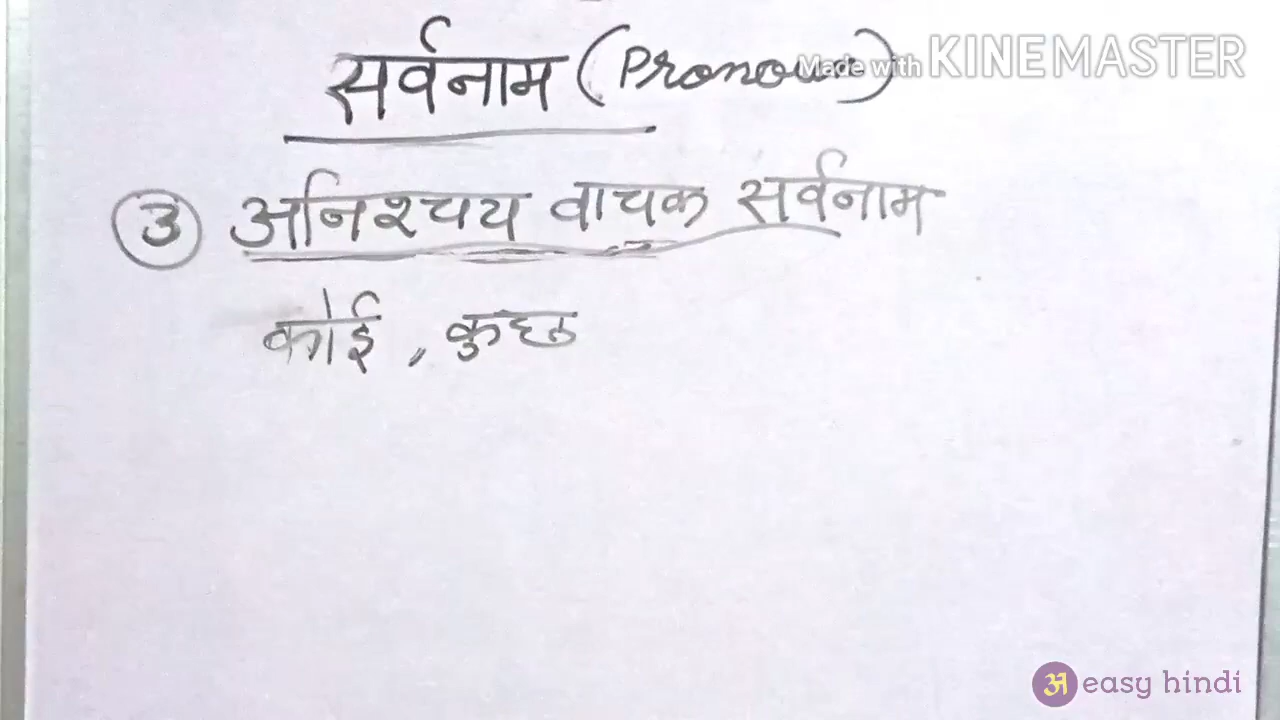 सर्वनाम (Pronoun)
Made with KINEMASTER
3 अनिश्चय वाचक सर्वनाम
कोई, कुछ
अ easy hindi